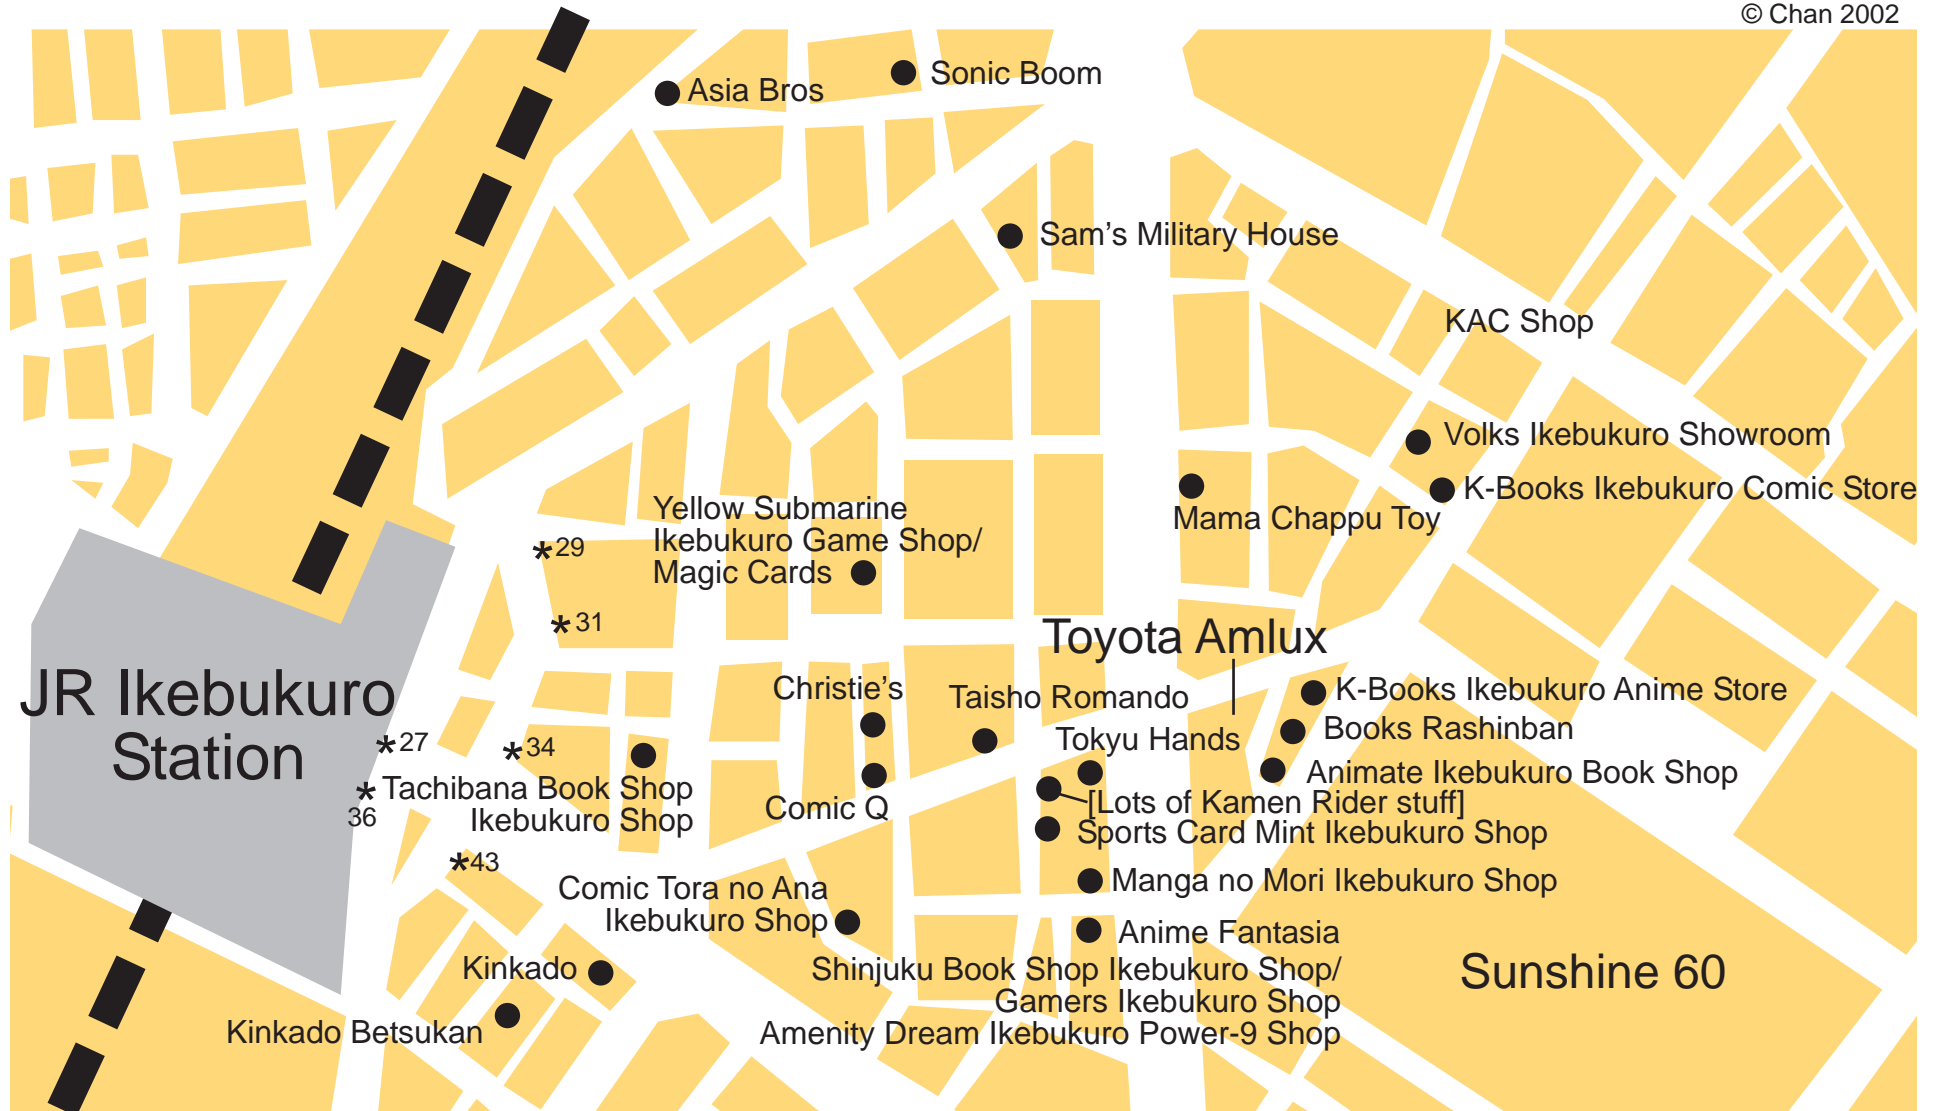 © Chan 2002
Sonic Boom
Asia Bros
Sam's Military House
KAC Shop
Volks Ikebukuro Showroom
K-Books Ikebukuro Comic Store
Mama Chappu Toy
Yellow Submarine
Ikebukuro Game Shop/
Magic Cards
*29
*31
Toyota Amlux
JR Ikebukuro
Station
Christie's
Taisho Romando
K-Books Ikebukuro Anime Store
Books Rashinban
Tokyu Hands
*27
*34
Animate Ikebukuro Book Shop
*
36
Tachibana Book Shop
Ikebukuro Shop
Comic Q
[Lots of Kamen Rider stuff]
Sports Card Mint Ikebukuro Shop
*43
Manga no Mori Ikebukuro Shop
Comic Tora no Ana
Ikebukuro Shop
Anime Fantasia
Shinjuku Book Shop Ikebukuro Shop/
Gamers Ikebukuro Shop
Amenity Dream Ikebukuro Power-9 Shop
Sunshine 60
Kinkado
Kinkado Betsukan